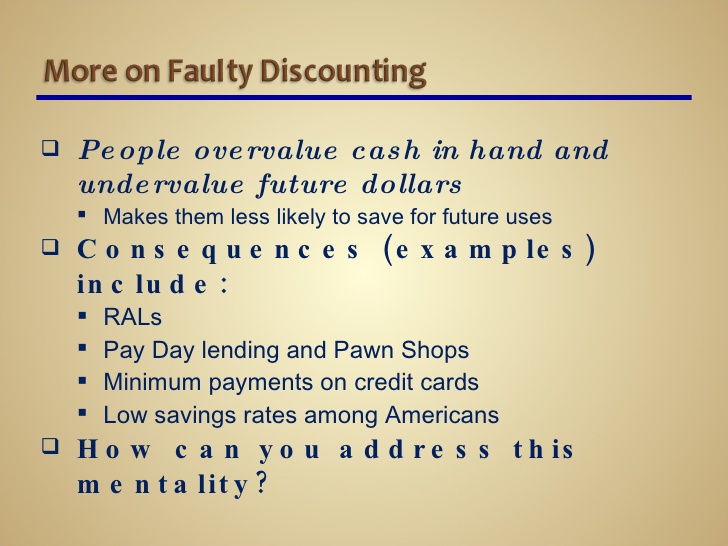 More on Faulty Discounting
People overvalue cash in hand and
undervalue future dollars
Makes them less likely to save for future uses
Consequences (examples)
include:
RALs
Pay Day lending and Pawn Shops
Minimum payments on credit cards
Low savings rates among Americans
How can you address this
mentality?